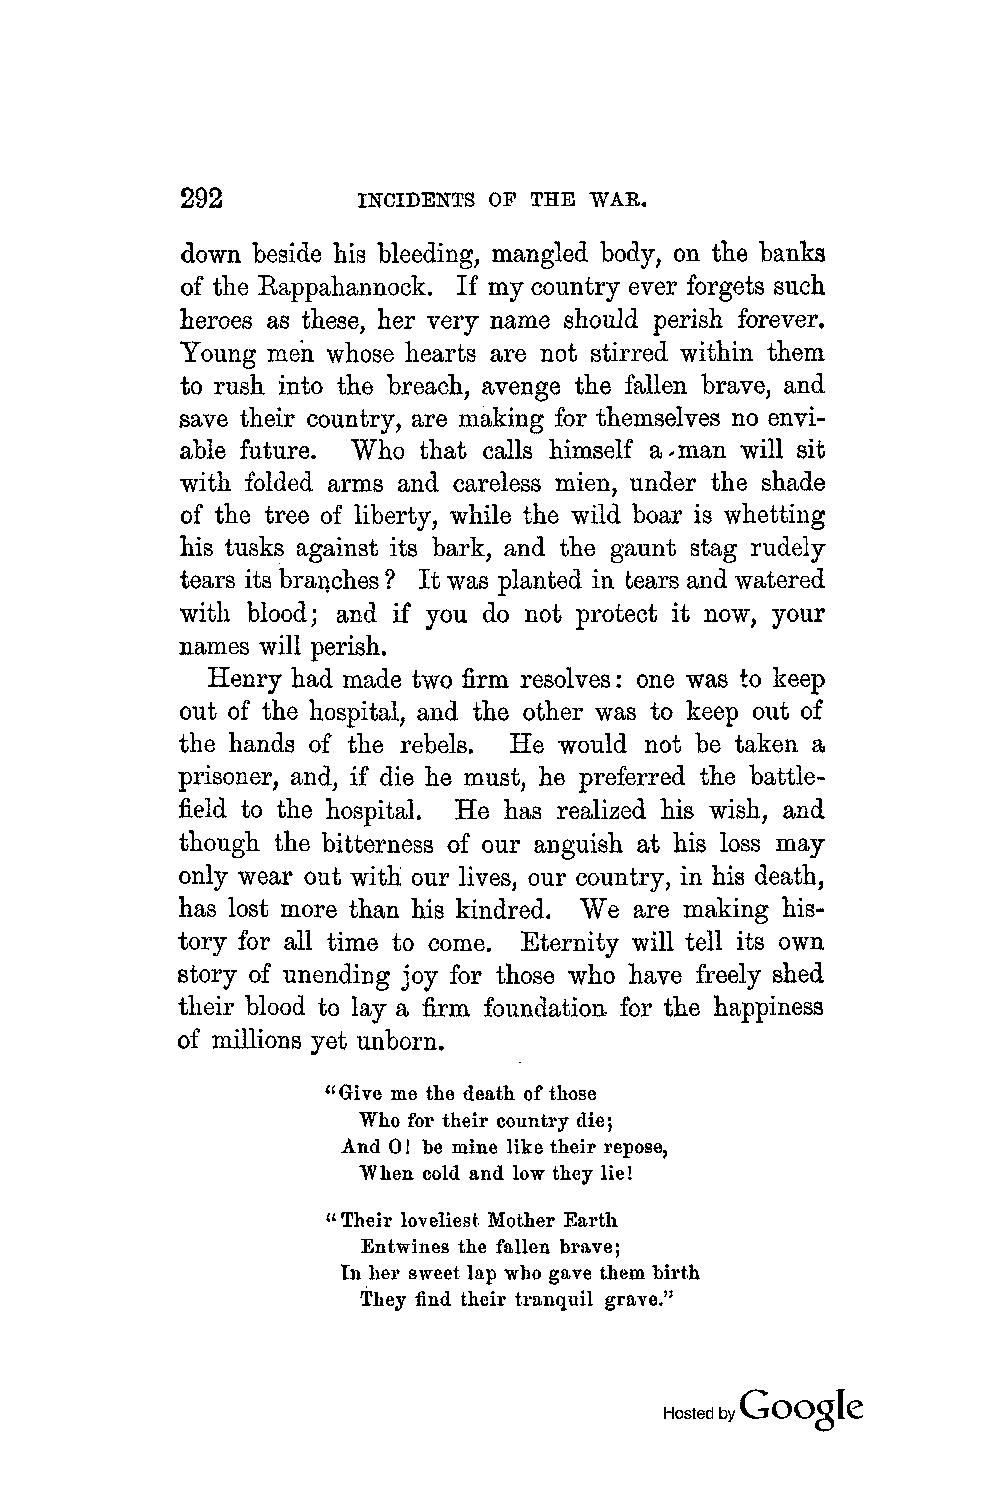 292 INCIDENTS OF THE WAR.
down beside his bleeding, mangled body, on the banks
of the Rappahannock. If my country ever forgets such
heroes as these, her very name should perish forever.
Young men whose hearts are not stirred within them
to rush into the breach, avenge the fallen brave, and
save their country, are making for themselves no envi-
able future. Who that calls himself a man will sit
with folded arms and careless mien, under the shade
of the tree of liberty, while the wild boar is whetting
his tusks against its bark, and the gaunt stag rudely
tears its branches? It was planted in tears and watered
with blood; and if you do not protect it now, your
names will perish.
Henry had made two firm resolves: one was to keep
out of the hospital, and the other was to keep out of
the hands of the rebels. He would not be taken a
prisoner, and, if die he must, he preferred the battle-
field to the hospital. He has realized his wish, and
though the bitterness of our anguish at his loss may
only wear out with our lives, our country, in his death,
has lost more than his kindred. We are making his-
tory for all time to come. Eternity will tell its own
story of unending joy for those who have freely shed
their blood to lay a firm foundation for the happiness
of millions yet unborn.
"Give me the death of those
Who for their country die;
And O! be mine like their repose,
When cold and low they lie!
"Their loveliest Mother Earth
Entwines the fallen brave;
In her sweet lap who gave them birth
They find their tranquil grave."
Hosted by Google